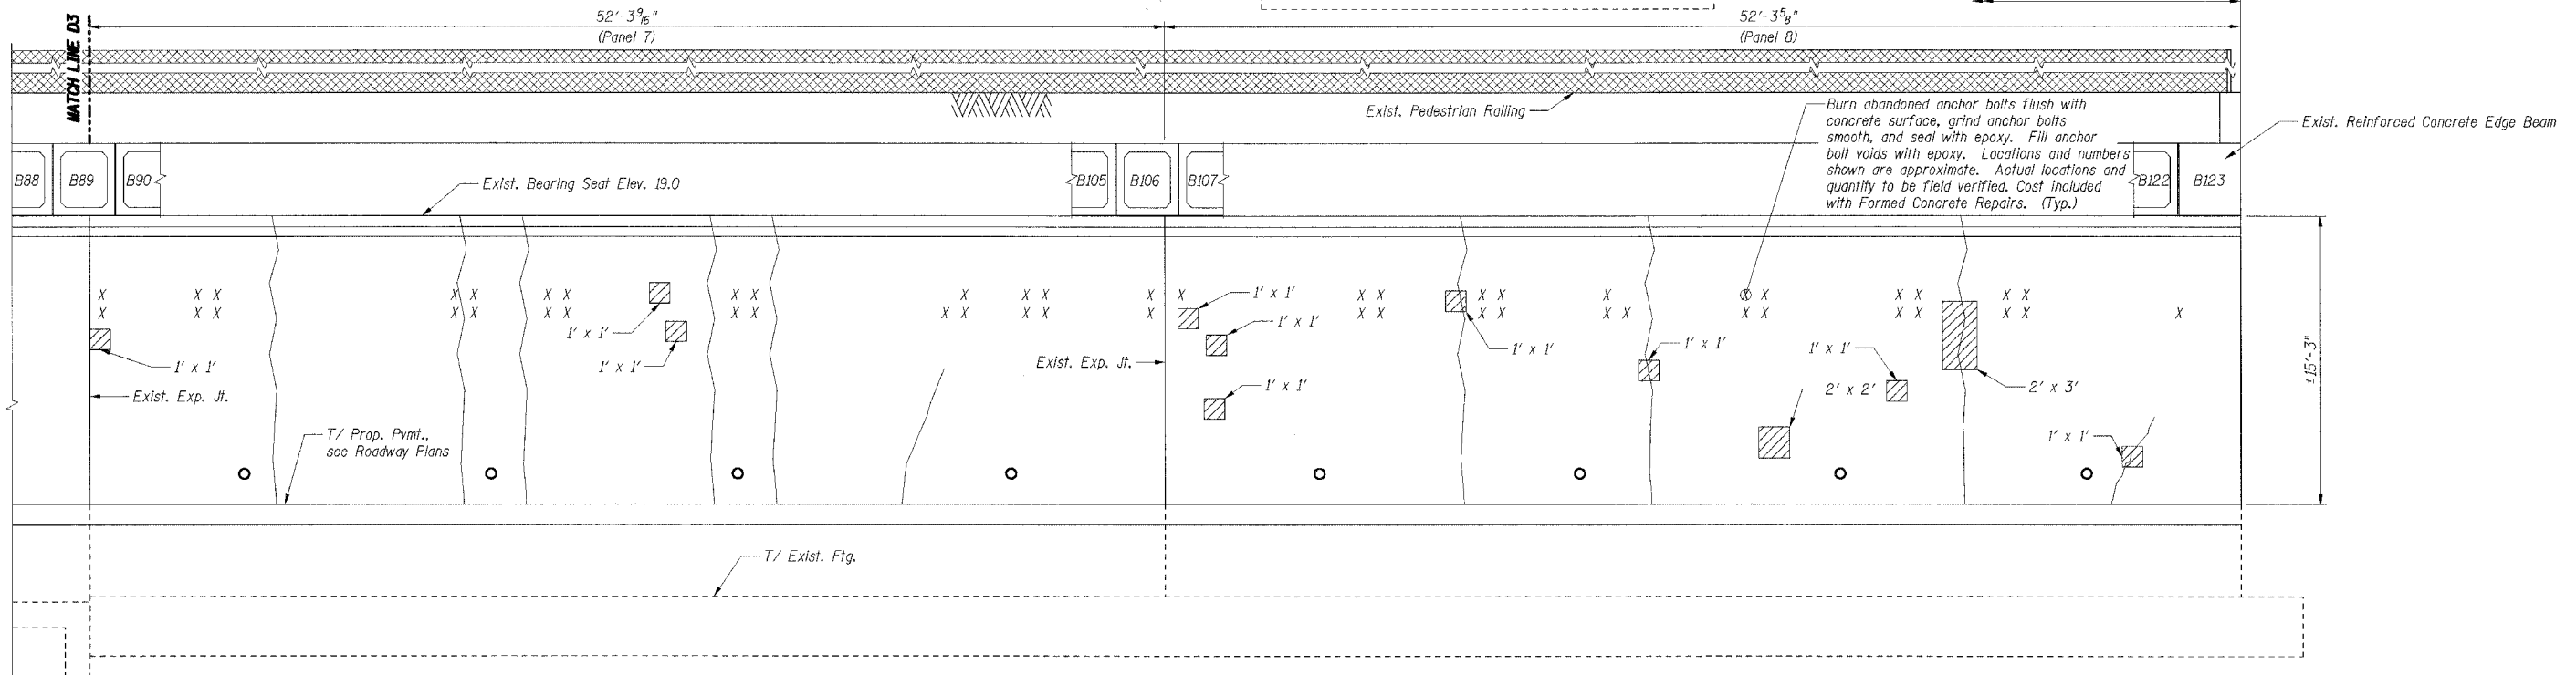 MATCH LINE D3
52'-3 9/16"
(Panel 7)
52'-3 5/8"
(Panel 8)
Exist. Pedestrian Railing
Burn abandoned anchor bolts flush with
concrete surface, grind anchor bolts
smooth, and seal with epoxy. Fill anchor
bolt voids with epoxy. Locations and numbers
shown are approximate. Actual locations and
quantity to be field verified. Cost included
with Formed Concrete Repairs. (Typ.)
Exist. Reinforced Concrete Edge Beam
B88 B89 B90
Exist. Bearing Seat Elev. 19.0
B105 B106 B107
B122 B123
X X X X X X X X X X X X X X X X X X X X X X X X X X
X X X X X X X X X X X X X X X X X X X X X X X X X X
1' x 1'
1' x 1'
1' x 1'
1' x 1'
1' x 1'
1' x 1'
1' x 1'
1' x 1'
1' x 1'
2' x 2'
2' x 3'
1' x 1'
Exist. Exp. Jt.
Exist. Exp. Jt.
±15'-3"
T/ Prop. Pvmt.,
see Roadway Plans
T/ Exist. Ftg.